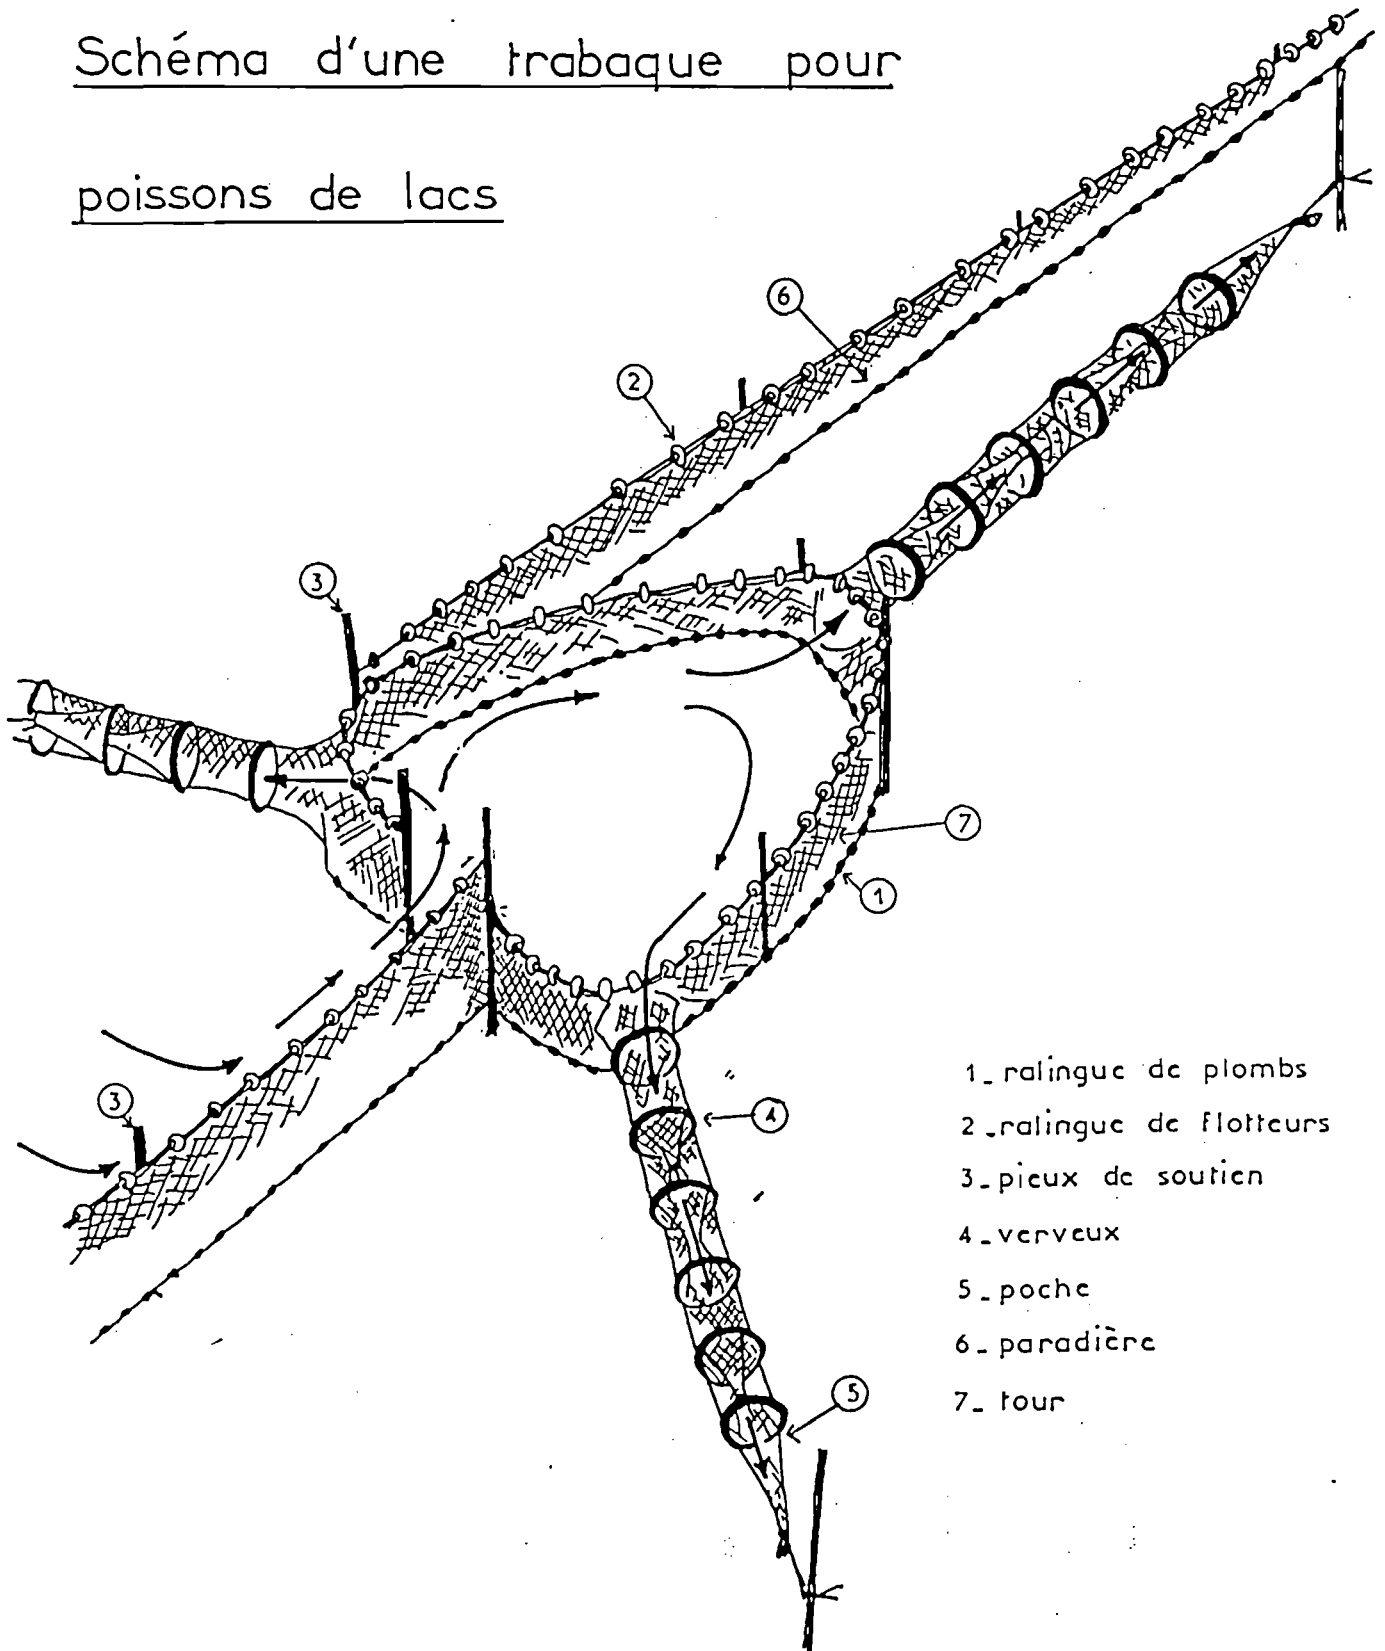 Schéma d'une trabaque pour
poissons de lacs
6
2
3
7
1
3
4
5
1_ ralingue de plombs
2_ ralingue de flotteurs
3_ pieux de soutien
4_ verveux
5_ poche
6_ paradière
7_ tour